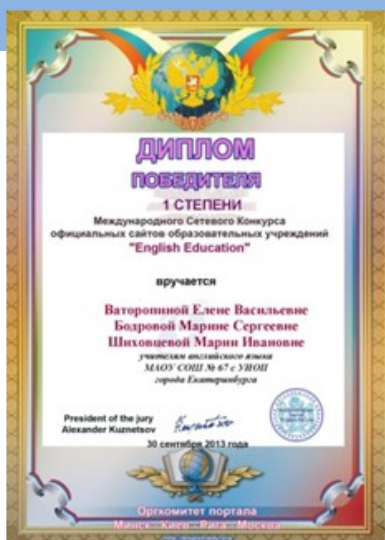 ДИПЛОМ
ПОБЕДИТЕЛЯ
1 СТЕПЕНИ
Международного Сетевого Конкурса
официальных сайтов образовательных учреждений
"English Education"
вручается
Ваторопиной Елене Васильевне
Бодровой Марине Сергеевне
Шиховцевой Марии Ивановне
учителям английского языка
МАОУ СОШ № 67 с УИОП
города Екатеринбурга
President of the jury
Alexander Kuznetsov
30 сентября 2013 года
Оргкомитет портала
Минск - Киев - Рига - Москва